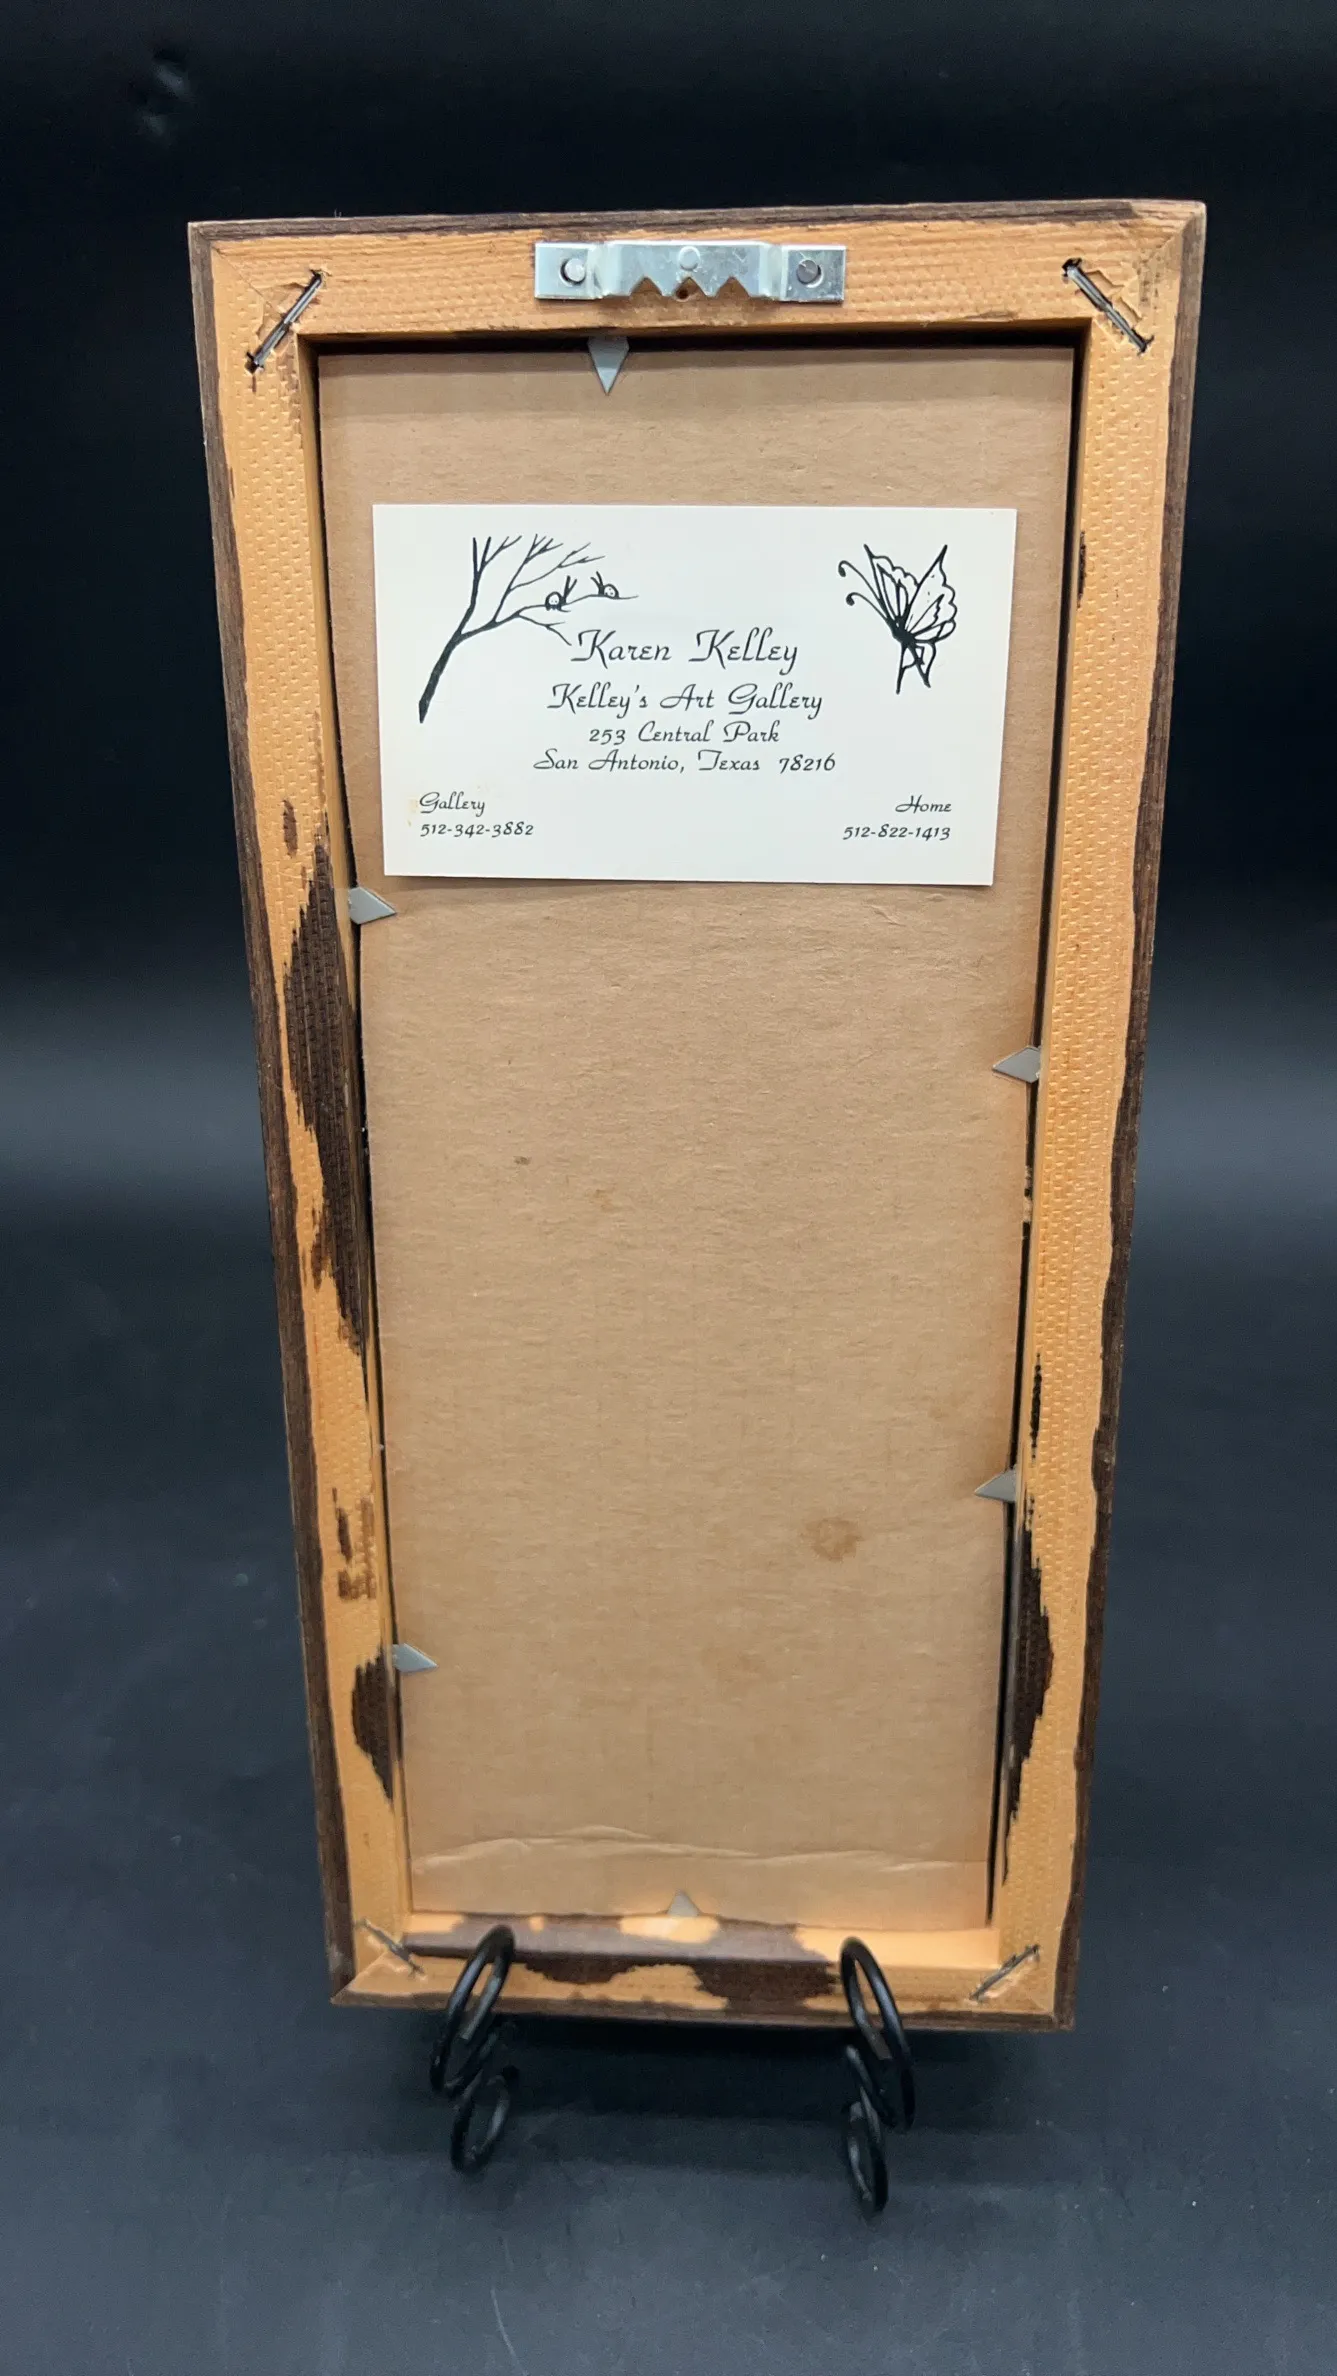 Karen Kelley
Kelley's Art Gallery
253 Central Park
San Antonio, Texas 78216
Gallery
512-342-3882
Home
512-822-1413